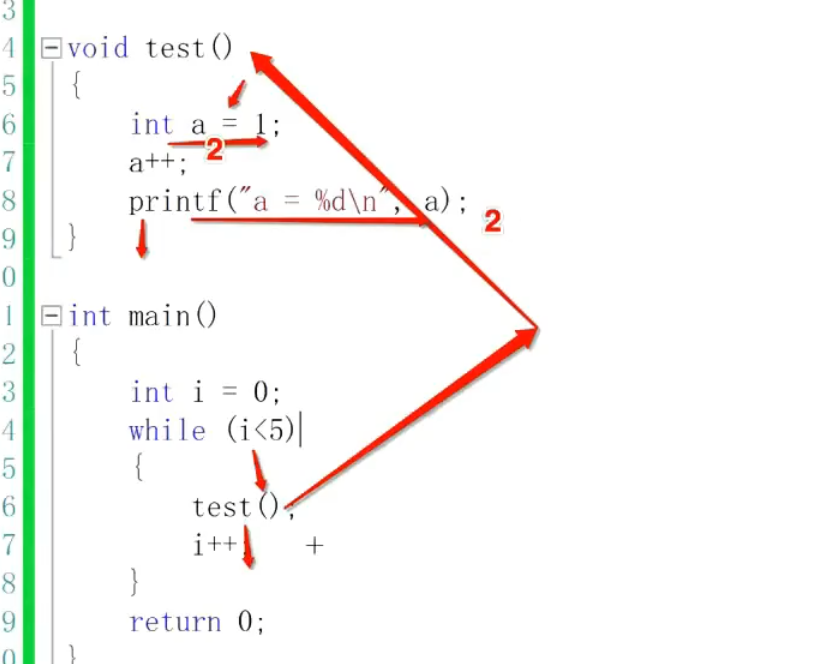 3
4 void test()
5 {
6 int a = 1;
2
7 a++;
8 printf("a = %d\n", a);
2
9 }
0
1 int main()
2 {
3 int i = 0;
4 while (i<5)
5 {
6 test();
7 i++ +
8 }
9 return 0;
0 }